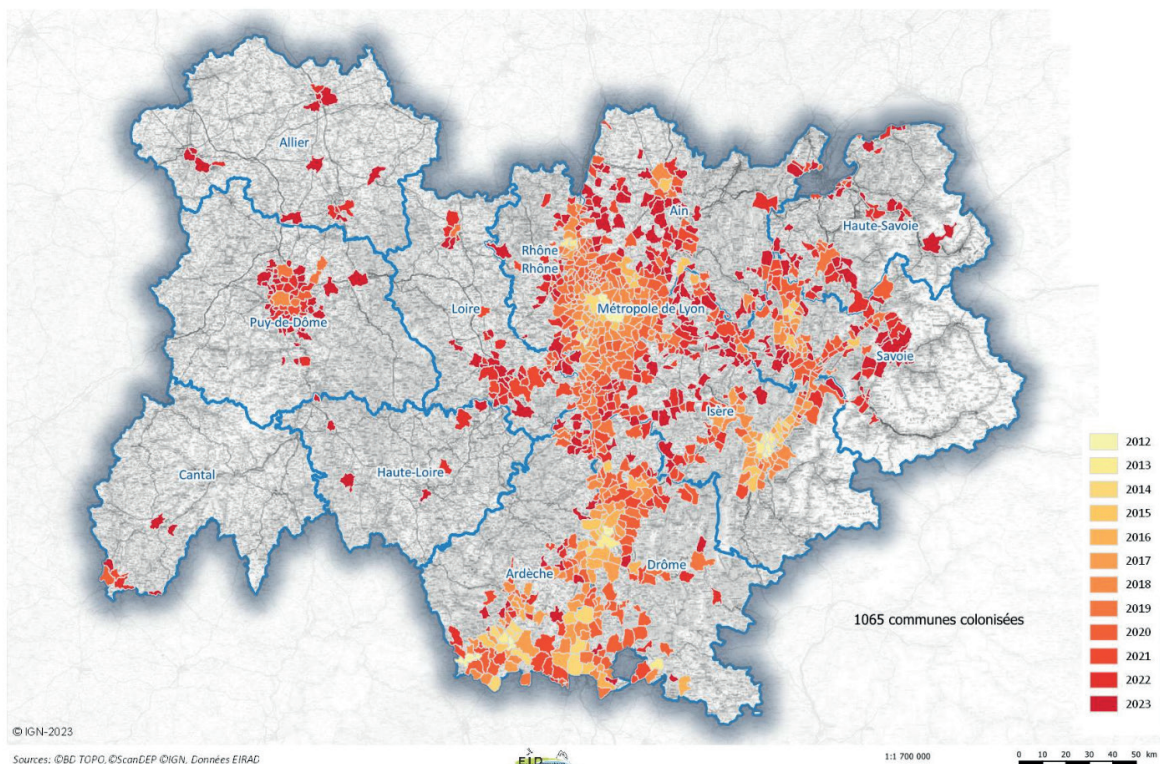 Allier
Ain
Haute-Savoie
Rhône
Rhône
Loire
Métropole de Lyon
Puy-de-Dôme
Savoie
Isère
Cantal
Haute-Loire
Ardèche
Drôme
1065 communes colonisées
2012
2013
2014
2015
2016
2017
2018
2019
2020
2021
2022
2023
© IGN-2023
Sources: ©BD TOPO,©ScanDEP ©IGN, Données EIRAD
EID
1:1 700 000
0 10 20 30 40 50 km